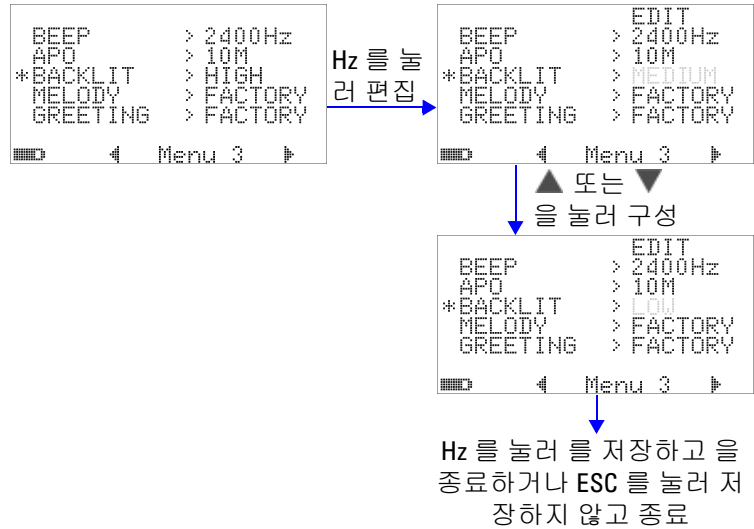 BEEP > 2400Hz
APO > 10M
*BACKLIT > HIGH
MELODY > FACTORY
GREETING > FACTORY
Menu 3
Hz 를 눌
러 편집
EDIT
BEEP > 2400Hz
APO > 10M
*BACKLIT > MEDIUM
MELODY > FACTORY
GREETING > FACTORY
Menu 3
▲ 또는 ▼
을 눌러 구성
EDIT
BEEP > 2400Hz
APO > 10M
*BACKLIT > LOW
MELODY > FACTORY
GREETING > FACTORY
Menu 3
Hz 를 눌러 를 저장하고 을
종료하거나 ESC 를 눌러 저
장하지 않고 종료